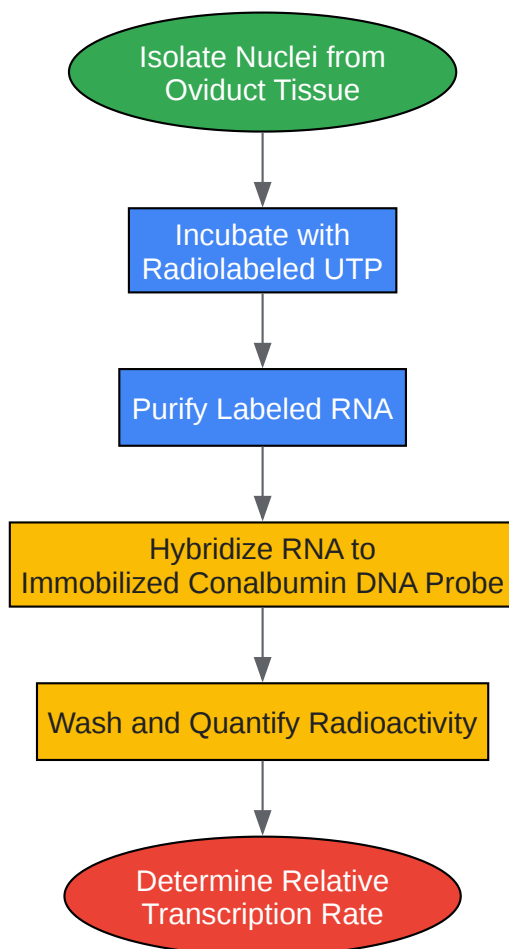 Isolate Nuclei from
Oviduct Tissue
Incubate with
Radiolabeled UTP
Purify Labeled RNA
Hybridize RNA to
Immobilized Conalbumin DNA Probe
Wash and Quantify Radioactivity
Determine Relative
Transcription Rate